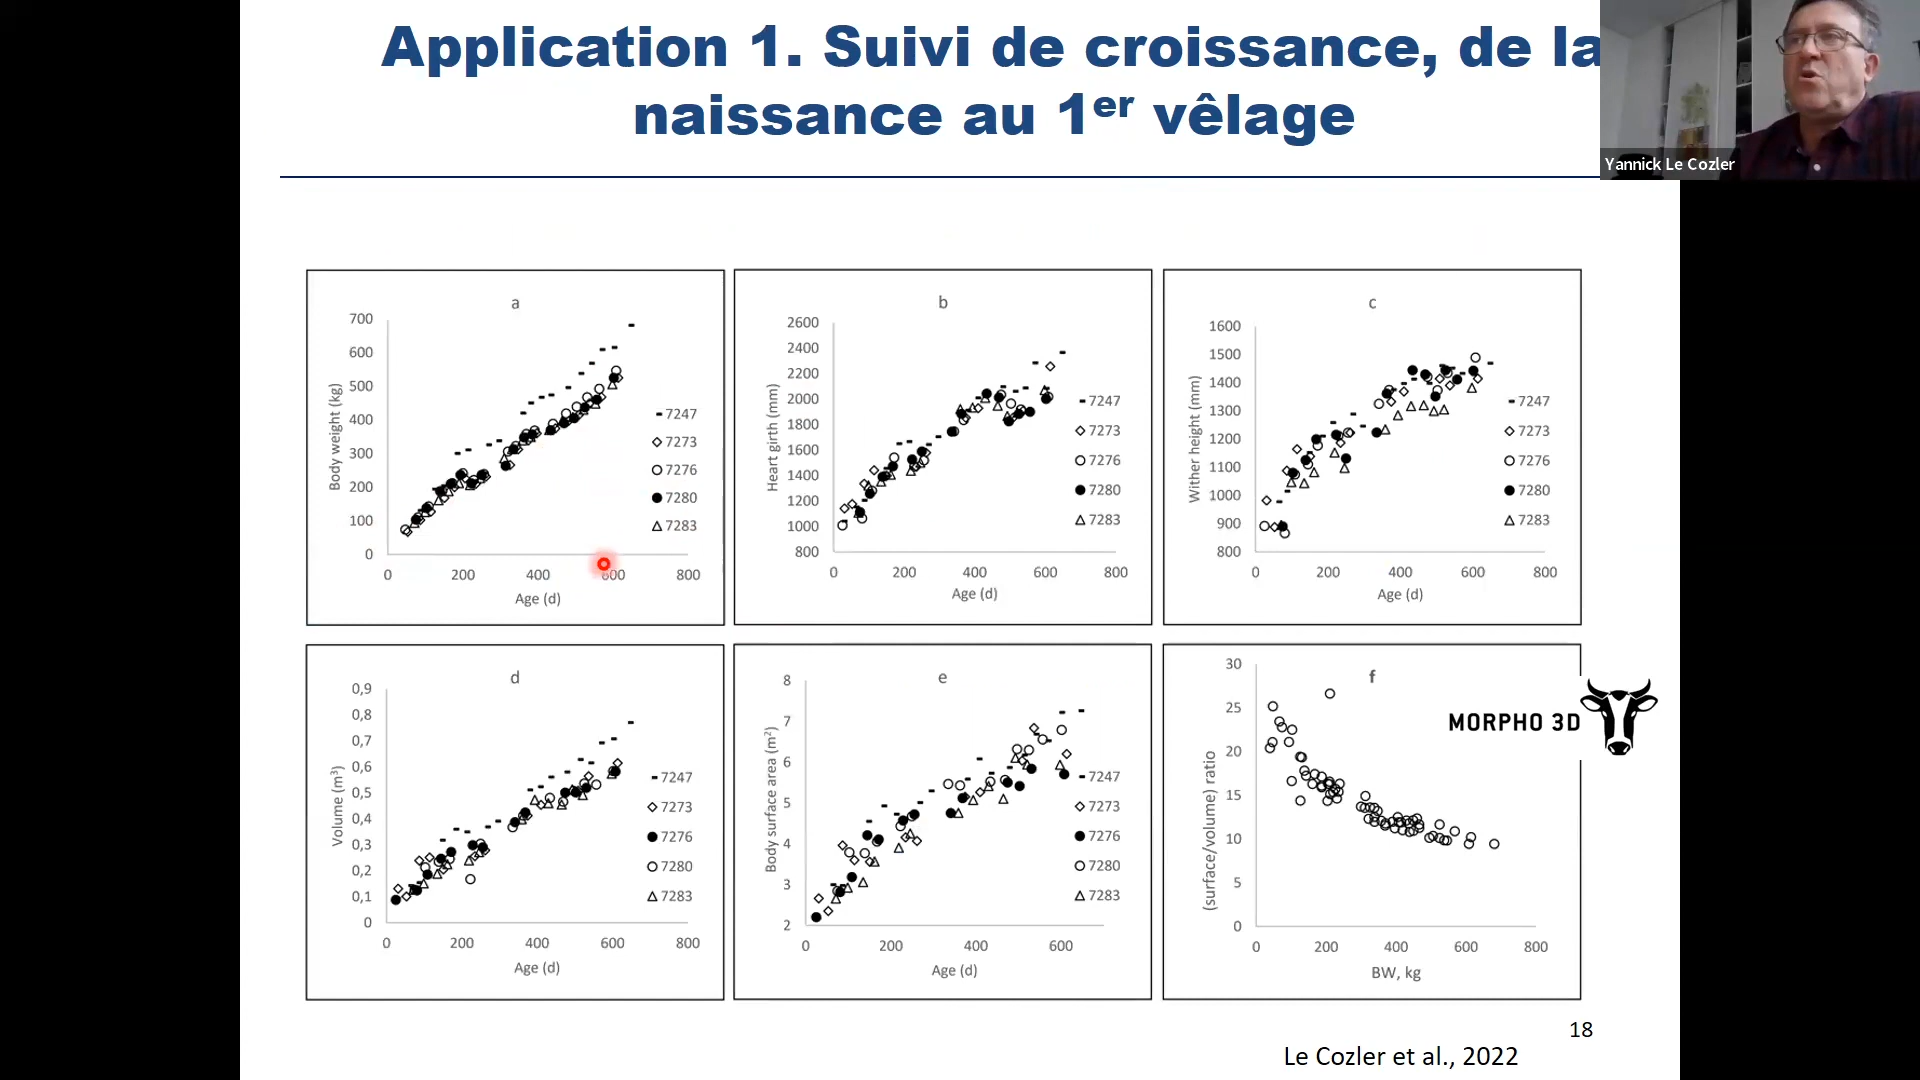 Application 1. Suivi de croissance, de la
naissance au 1er vêlage
Yannick Le Cozler
a
Body weight (kg)
700
600
500
400
300
200
100
0
0 200 400 600 800
Age (d)
7247
7273
7276
7280
7283
b
Heart girth (mm)
2600
2400
2200
2000
1800
1600
1400
1200
1000
800
0 200 400 600 800
Age (d)
7247
7273
7276
7280
7283
c
Wither height (mm)
1600
1500
1400
1300
1200
1100
1000
900
800
0 200 400 600 800
Age (d)
7247
7273
7276
7280
7283
d
Volume (m³)
0,9
0,8
0,7
0,6
0,5
0,4
0,3
0,2
0,1
0
0 200 400 600 800
Age (d)
7247
7273
7276
7280
7283
e
Body surface area (m²)
8
7
6
5
4
3
2
0 200 400 600
Age (d)
7247
7273
7276
7280
7283
f
(surface/volume) ratio
30
25
20
15
10
5
0
0 200 400 600 800
BW, kg
MORPHO 3D
18
Le Cozler et al., 2022